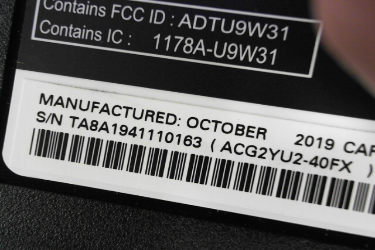 Contains FCC ID : ADTU9W31
Contains IC : 1178A-U9W31
MANUFACTURED: OCTOBER 2019
S/N TA8A1941110163 ( ACG2YU2-40FX )